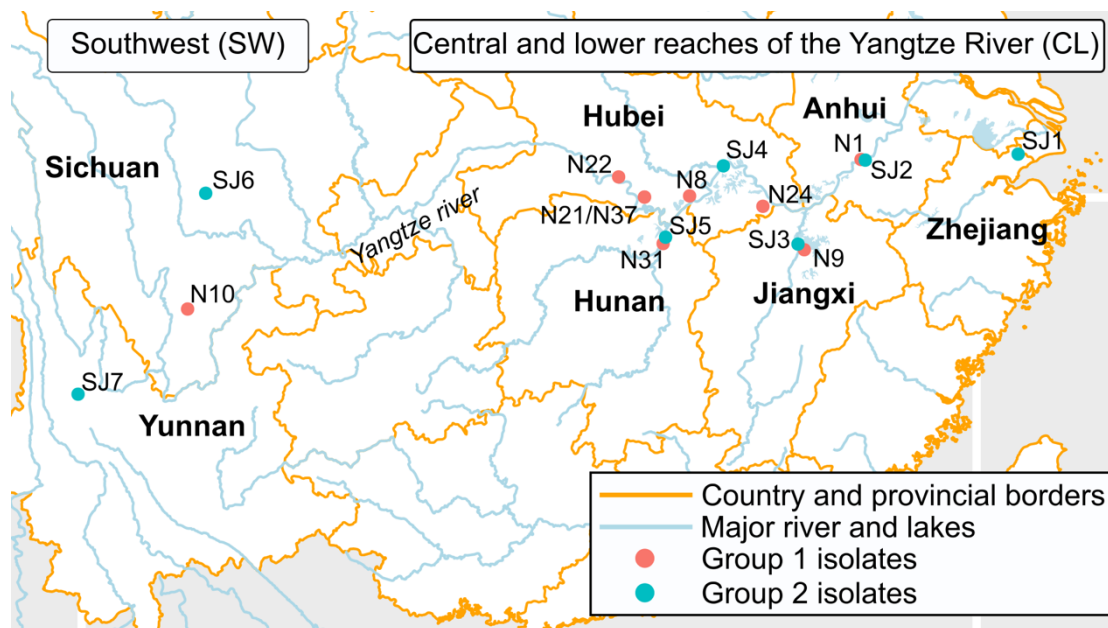 Southwest (SW)
Central and lower reaches of the Yangtze River (CL)
Hubei
Anhui
Sichuan
SJ6
N22
SJ4
N1
SJ2
SJ1
N8
N24
N21/N37
SJ5
SJ3
N9
N31
Yangtze river
Zhejiang
N10
Hunan
Jiangxi
SJ7
Yunnan
Country and provincial borders
Major river and lakes
Group 1 isolates
Group 2 isolates